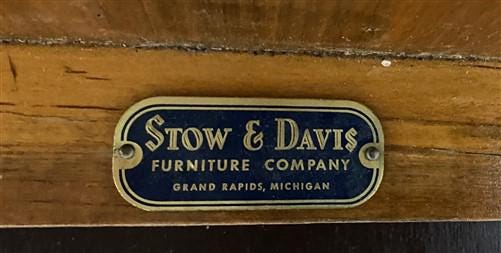 STOW & DAVIS
FURNITURE COMPANY
GRAND RAPIDS, MICHIGAN